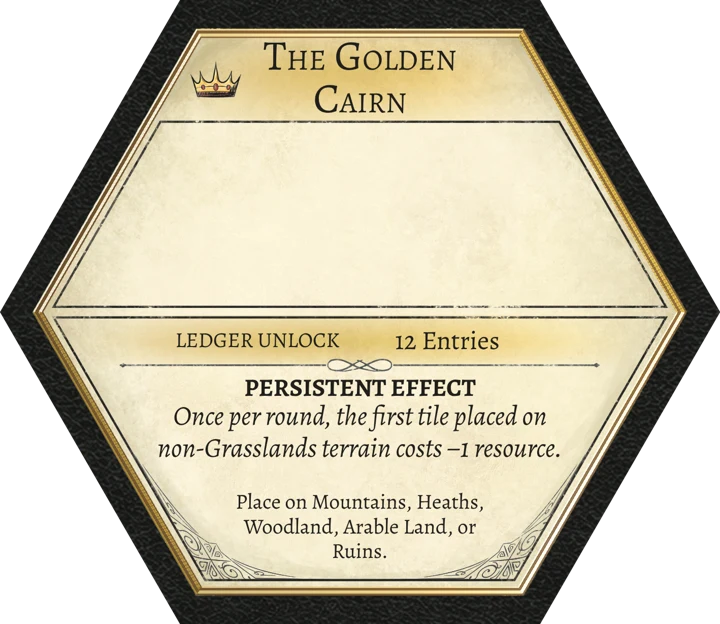 The Golden
Cairn
LEDGER UNLOCK 12 Entries
PERSISTENT EFFECT
Once per round, the first tile placed on
non-Grasslands terrain costs –1 resource.
Place on Mountains, Heaths,
Woodland, Arable Land, or
Ruins.